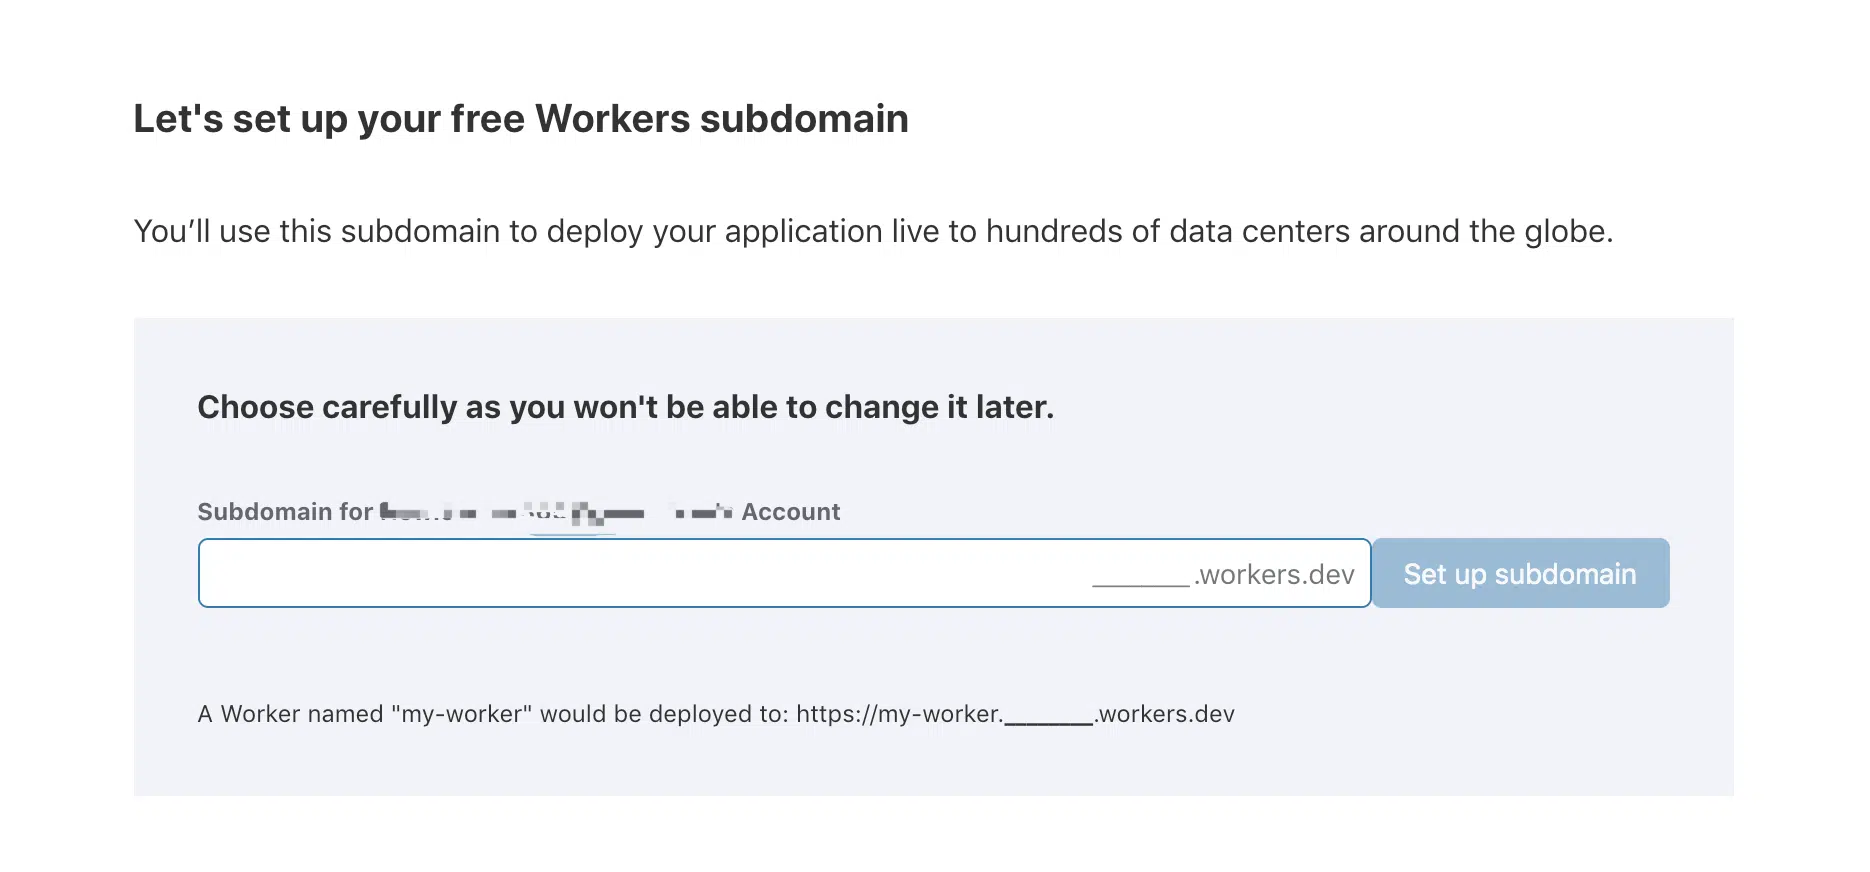 Let's set up your free Workers subdomain
You’ll use this subdomain to deploy your application live to hundreds of data centers around the globe.
Choose carefully as you won't be able to change it later.
Subdomain for Account
_______.workers.dev
Set up subdomain
A Worker named "my-worker" would be deployed to: https://my-worker._______.workers.dev